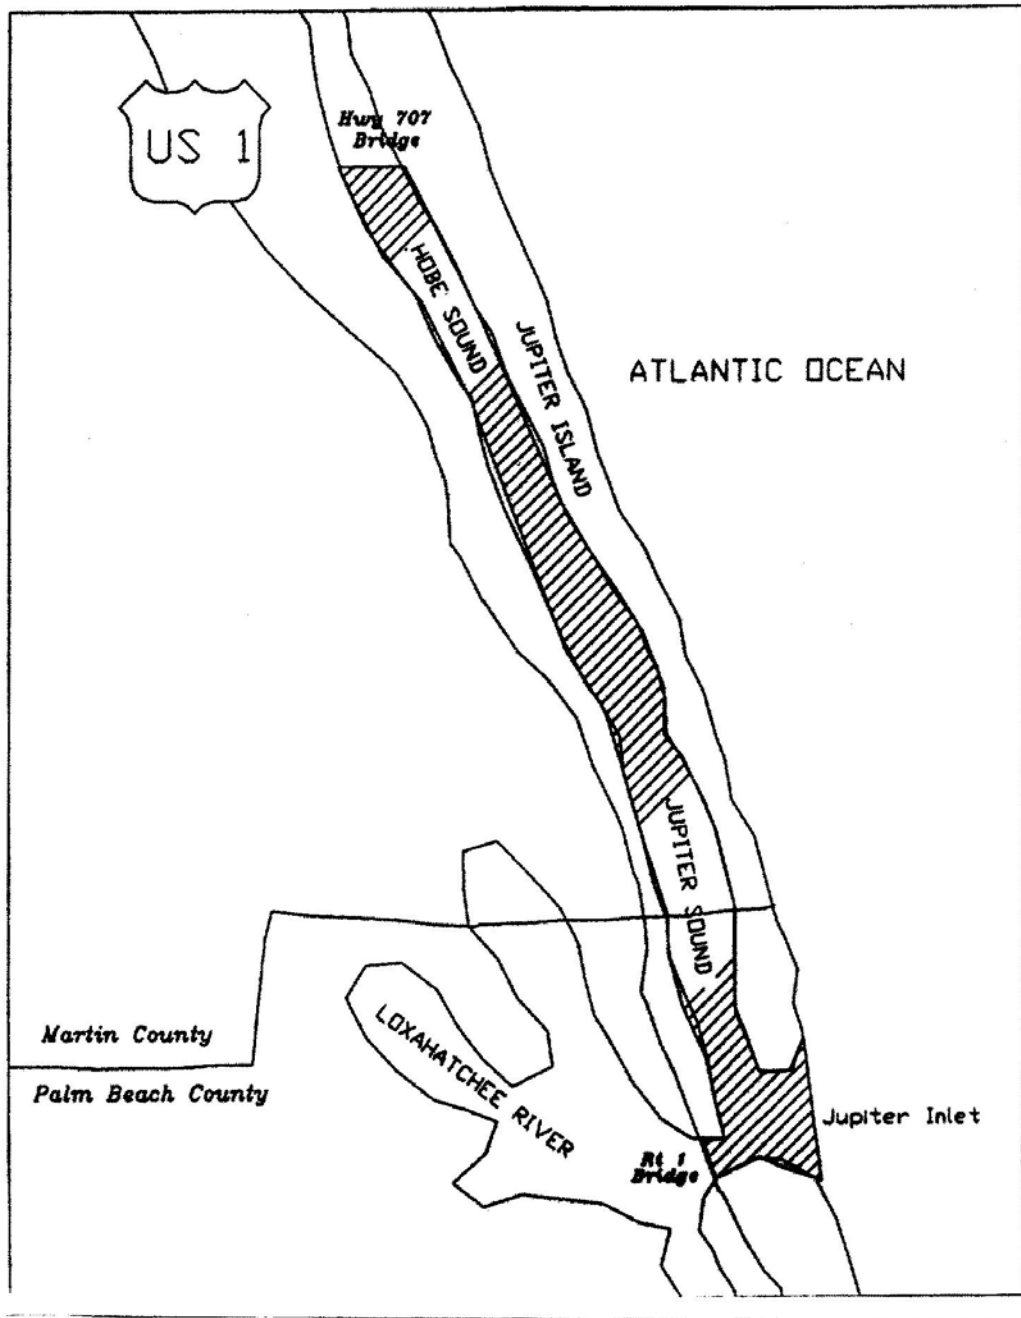 Hwy 707
Bridge
US 1
HOBE SOUND
JUPITER ISLAND
ATLANTIC OCEAN
JUPITER SOUND
Martin County
Palm Beach County
LOXAHATCHEE RIVER
Jupiter Inlet
Rt 1
Bridge